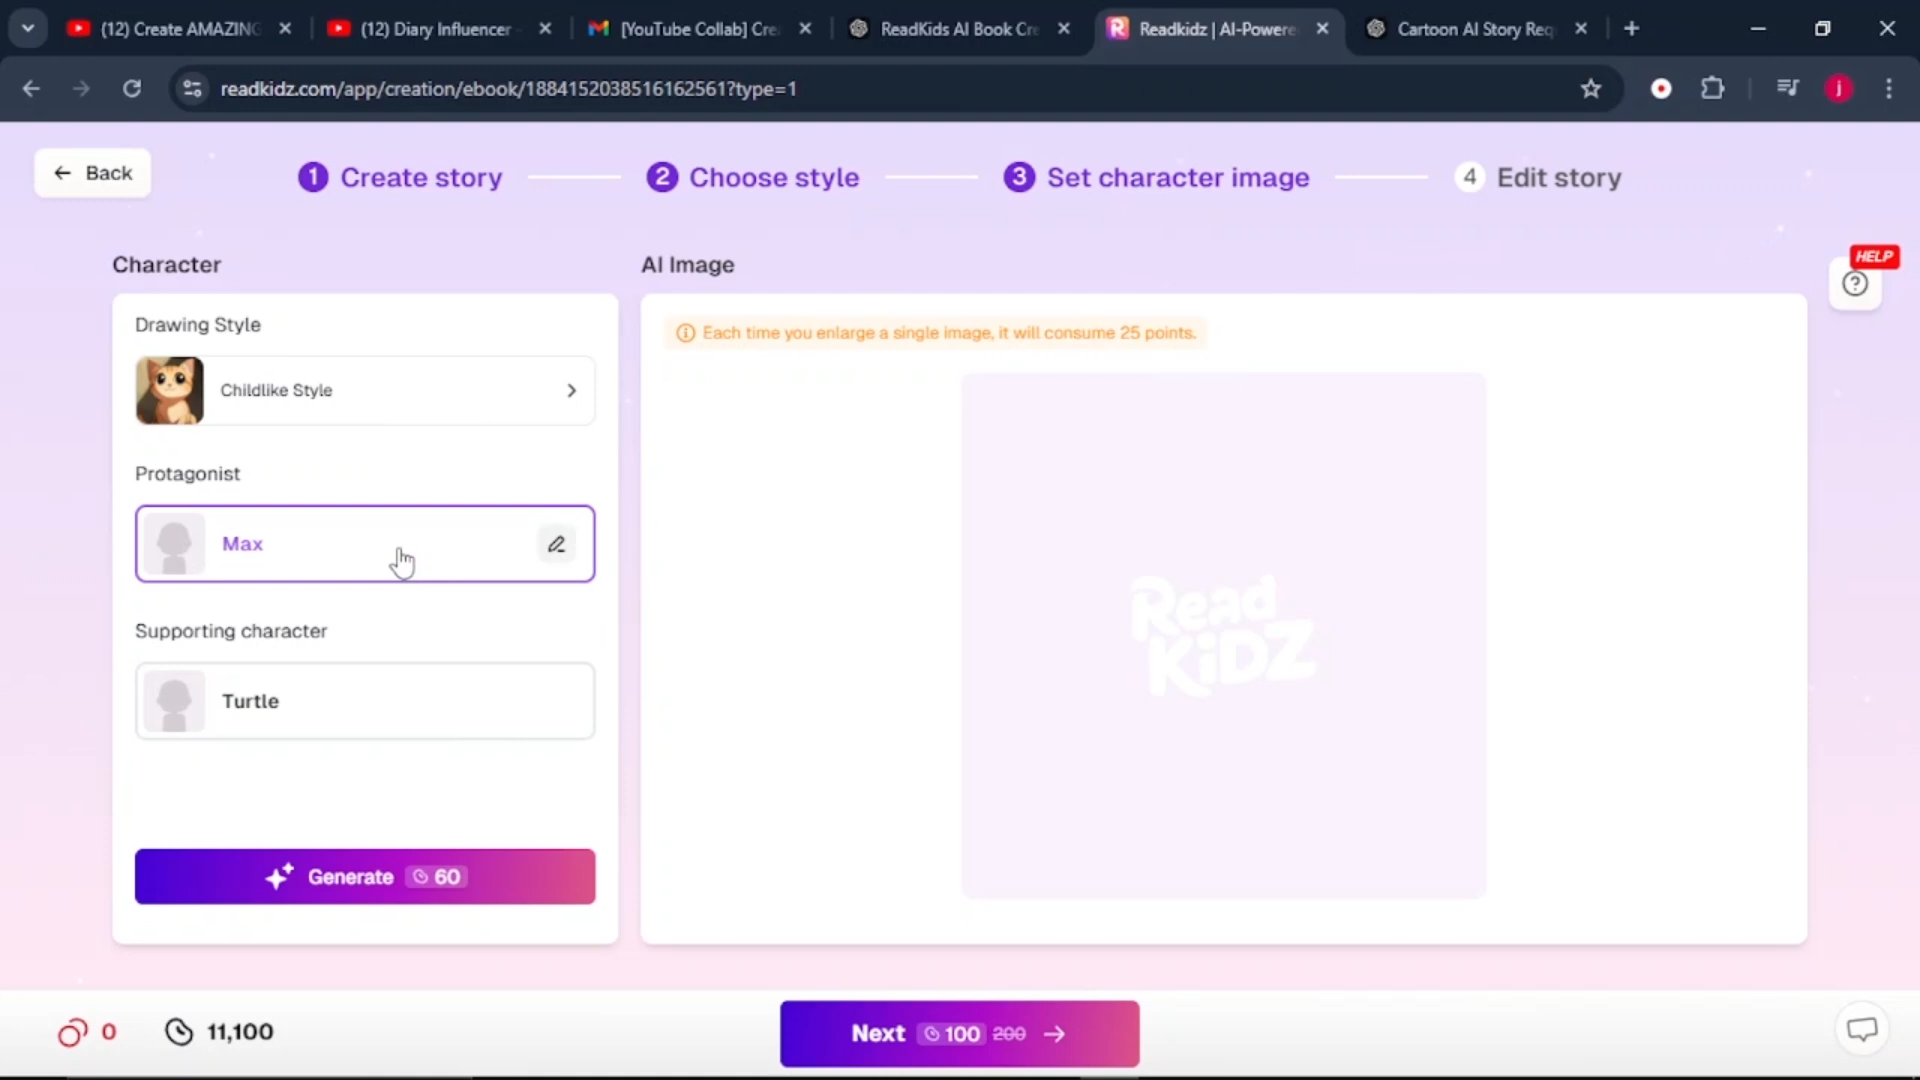 (12) Create AMAZING
(12) Diary Influencer -
[YouTube Collab] Cre
ReadKids AI Book Cre
Readkidz | AI-Powere
Cartoon AI Story Req
readkidz.com/app/creation/ebook/1884152038516162561?type=1
j
Back
1 Create story
2 Choose style
3 Set character image
4 Edit story
HELP
Character
AI Image
Drawing Style
Each time you enlarge a single image, it will consume 25 points.
Childlike Style
Protagonist
Max
Read
KiDZ
Supporting character
Turtle
Generate 60
0
11,100
Next 100 200